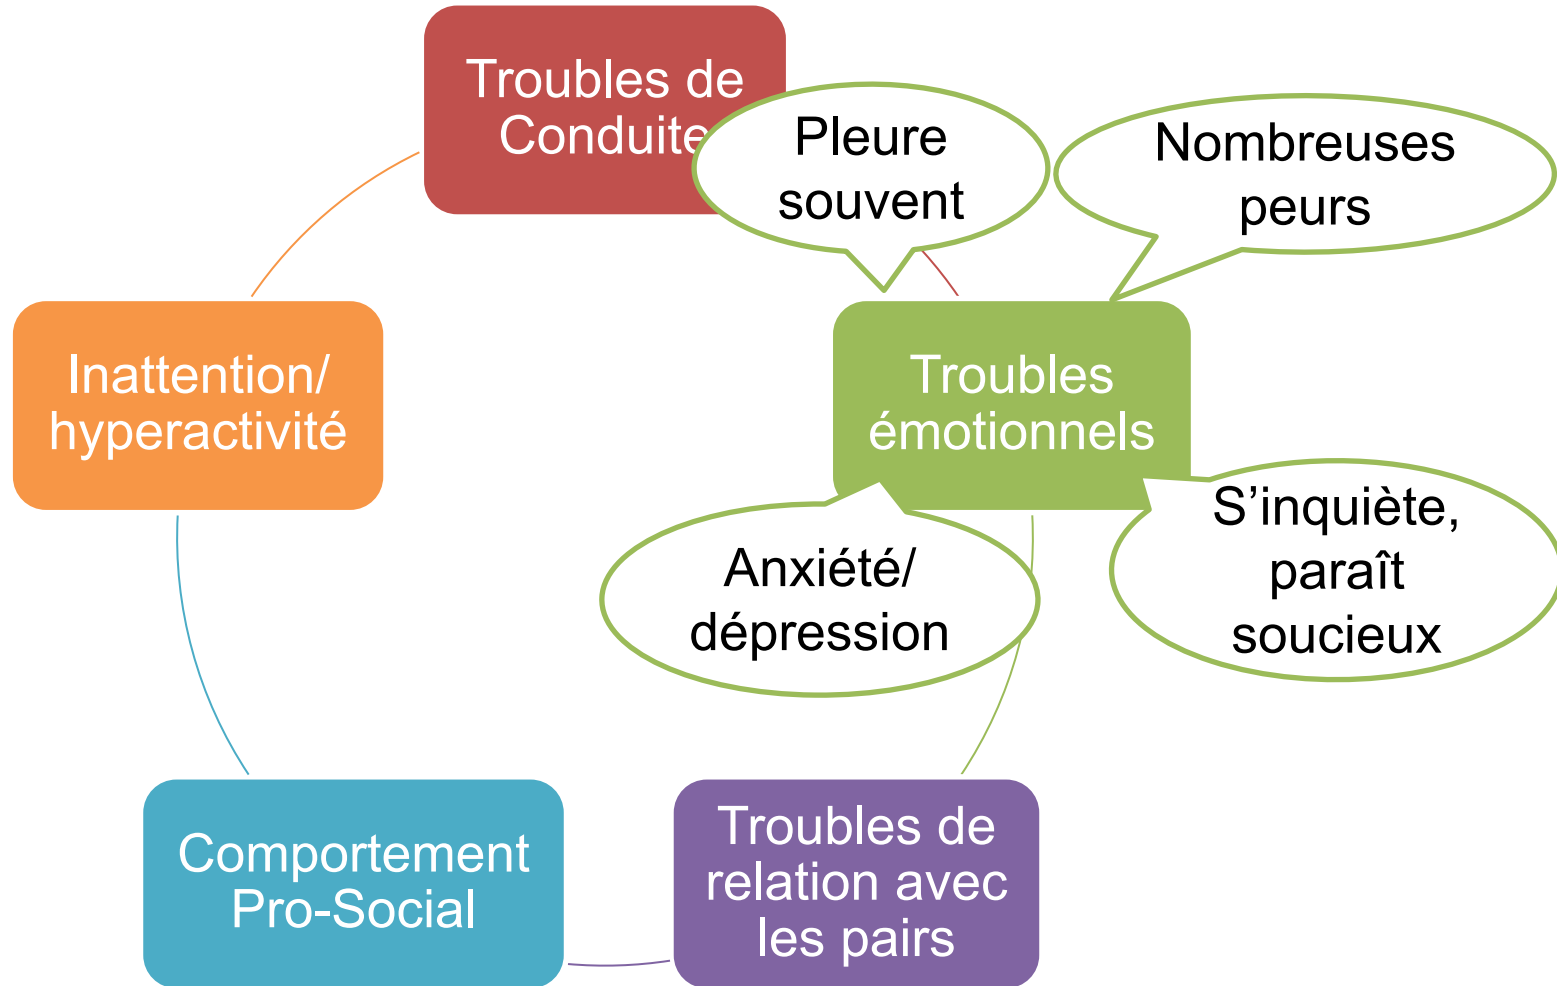 Troubles de
Conduite
Pleure
souvent
Nombreuses
peurs
Inattention/
hyperactivité
Troubles
émotionnels
S’inquiète,
paraît
soucieux
Anxiété/
dépression
Comportement
Pro-Social
Troubles de
relation avec
les pairs